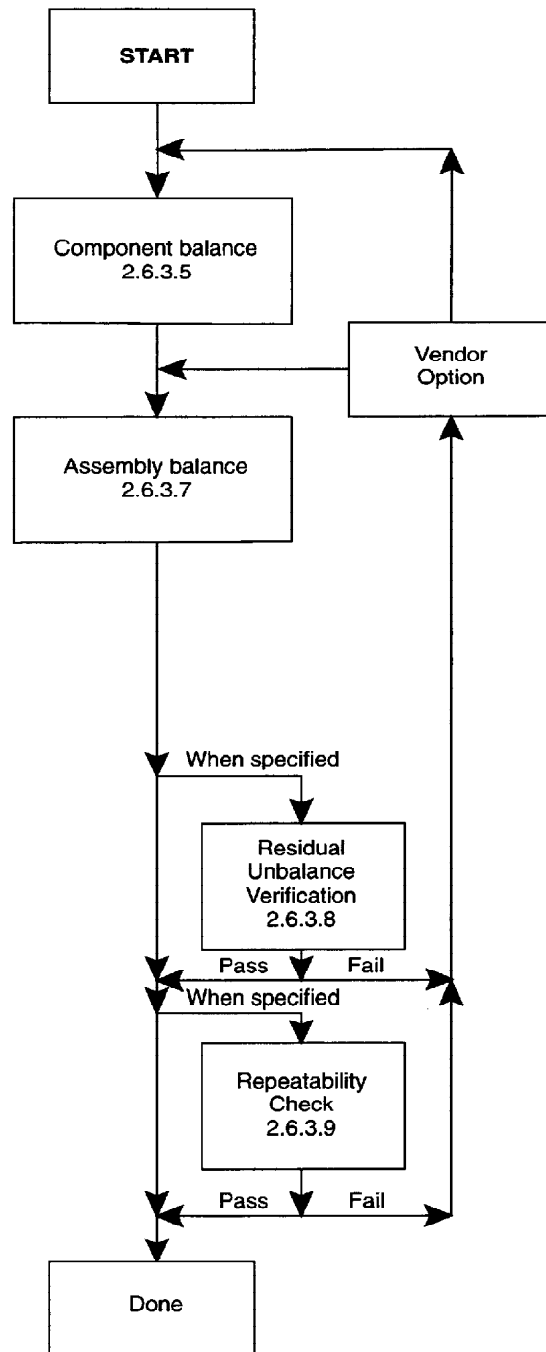 START
Component balance
2.6.3.5
Vendor
Option
Assembly balance
2.6.3.7
When specified
Residual
Unbalance
Verification
2.6.3.8
Pass Fail
When specified
Repeatability
Check
2.6.3.9
Pass Fail
Done